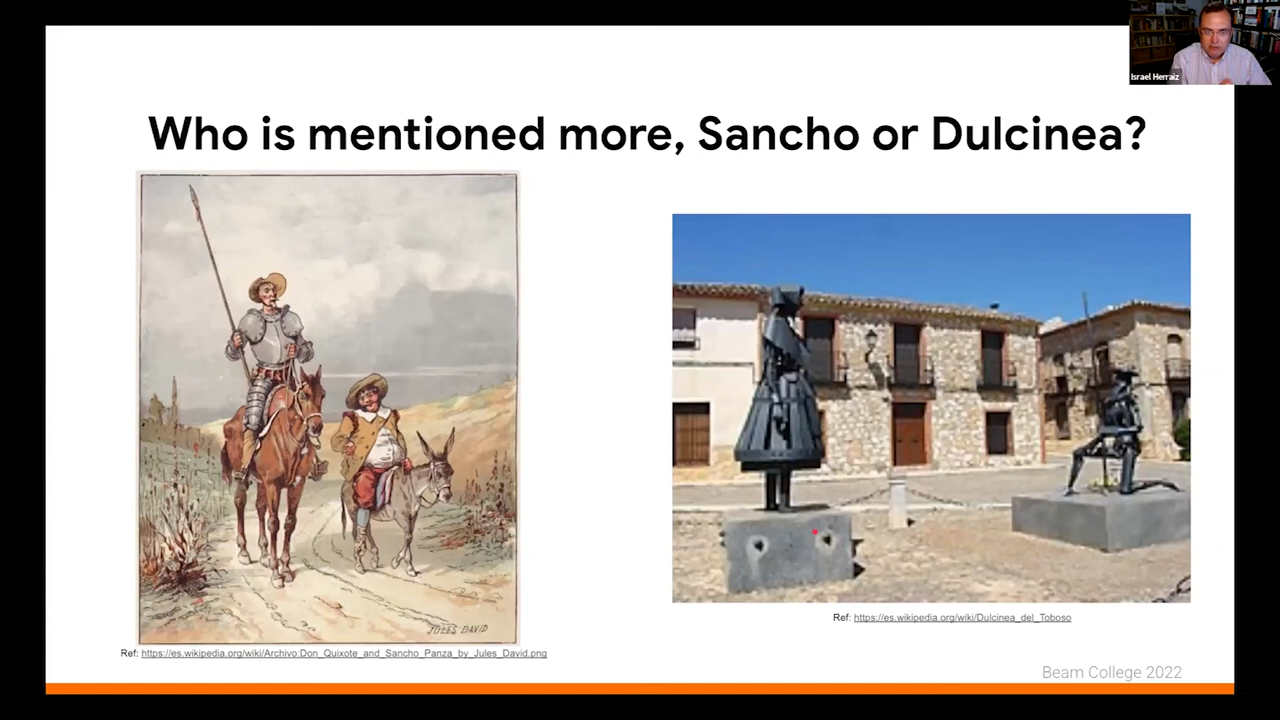 Israel Herraiz
Who is mentioned more, Sancho or Dulcinea?
JULES DAVID
Ref: https://es.wikipedia.org/wiki/Dulcinea_del_Toboso
Ref: https://es.wikipedia.org/wiki/Archivo:Don_Quixote_and_Sancho_Panza_by_Jules_David.png
Beam College 2022